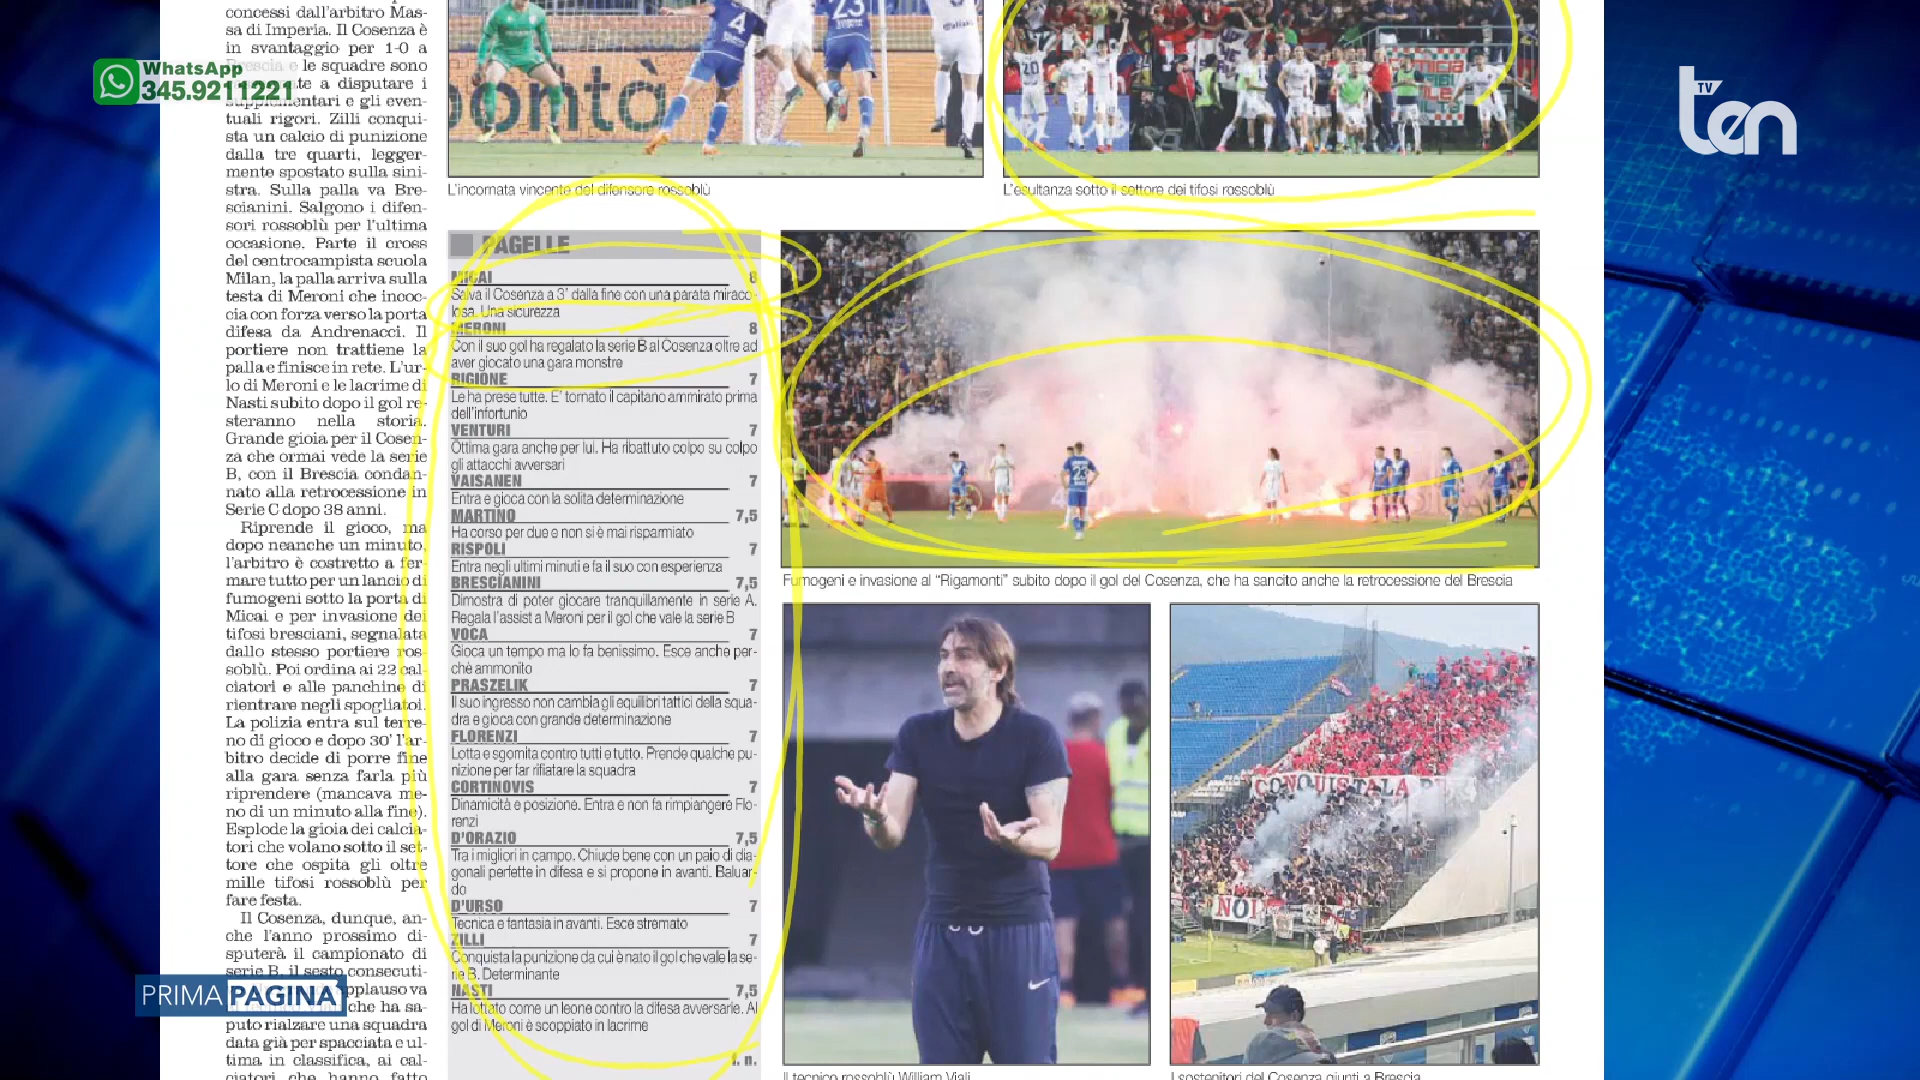 concessi dall'arbitro Mas-
sa di Imperia. Il Cosenza è
in svantaggio per 1-0 a
Brescia e le squadre sono
te a disputare i
supplementari e gli even-
tuali rigori. Zilli conqui-
sta un calcio di punizione
dalla tre quarti, legger-
mente spostato sulla sini-
stra. Sulla palla va Bre-
scianini. Salgono i difen-
sori rossoblù per l'ultima
occasione. Parte il cross
del centrocampista scuola
Milan, la palla arriva sulla
testa di Meroni che incoc-
cia con forza verso la porta
difesa da Andrenacci. Il
portiere non trattiene la
palla e finisce in rete. L'ur-
lo di Meroni e le lacrime di
Nasti subito dopo il gol re-
steranno nella storia.
Grande gioia per il Cosen-
za che ormai vede la serie
B, con il Brescia condan-
nato alla retrocessione in
Serie C dopo 38 anni.
Riprende il gioco, ma
dopo neanche un minuto,
l'arbitro è costretto a fer-
mare tutto per un lancio di
fumogeni sotto la porta di
Micai e per invasione dei
tifosi bresciani, segnalata
dallo stesso portiere ros-
soblù. Poi ordina ai 22 cal-
ciatori e alle panchine di
rientrare negli spogliatoi.
La polizia entra sul terre-
no di gioco e dopo 30' l'ar-
bitro decide di porre fine
alla gara senza farla più
riprendere (mancava me-
no di un minuto alla fine).
Esplode la gioia dei calcia-
tori che volano sotto il set-
tore che ospita gli oltre
mille tifosi rossoblù per
fare festa.
Il Cosenza, dunque, an-
che l'anno prossimo di-
sputerà il campionato di
serie B, il sesto consecuti-
applauso va
che ha sa-
puto rialzare una squadra
data già per spacciata e ul-
tima in classifica, ai cal-
ciatori che hanno fatto
WhatsApp
345.9211221
4
23
20
pontà
L'incornata vincente del difensore rossoblù
L'esultanza sotto il settore dei tifosi rossoblù
PAGELLE
MICAI 8
Salva il Cosenza a 3' dalla fine con una parata miraco-
losa. Una sicurezza
MERONI 8
Con il suo gol ha regalato la serie B al Cosenza oltre ad
aver giocato una gara monstre
RIGIONE 7
Le ha prese tutte. E' tornato il capitano ammirato prima
dell'infortunio
VENTURI 7
Ottima gara anche per lui. Ha ribattuto colpo su colpo
gli attacchi avversari
VAISANEN 7
Entra e gioca con la solita determinazione
MARTINO 7,5
Ha corso per due e non si è mai risparmiato
RISPOLI 7
Entra negli ultimi minuti e fa il suo con esperienza
BRESCIANINI 7,5
Dimostra di poter giocare tranquillamente in serie A.
Regala l'assist a Meroni per il gol che vale la serie B
VOCA 7
Gioca un tempo ma lo fa benissimo. Esce anche per-
chè ammonito
PRASZELIK 7
Il suo ingresso non cambia gli equilibri tattici della squa-
dra e gioca con grande determinazione
FLORENZI 7
Lotta e sgomita contro tutti e tutto. Prende qualche pu-
nizione per far rifiatare la squadra
CORTINOVIS 7
Dinamicità e posizione. Entra e non fa rimpiangere Flo-
renzi
D'ORAZIO 7,5
Tra i migliori in campo. Chiude bene con un paio di dia-
gonali perfette in difesa e si propone in avanti. Baluar-
do
D'URSO 7
Tecnica e fantasia in avanti. Esce stremato
ZILLI 7
Conquista la punizione da cui è nato il gol che vale la se-
rie B. Determinante
NASTI 7,5
Ha lottato come un leone contro la difesa avversarie. Al
gol di Meroni è scoppiato in lacrime
f. n.
23
Fumogeni e invasione al "Rigamonti" subito dopo il gol del Cosenza, che ha sancito anche la retrocessione del Brescia
CONQUISTALA
NOI
Il tecnico rossoblù William Viali
I sostenitori del Cosenza giunti a Brescia
PRIMA PAGINA
TV
ten